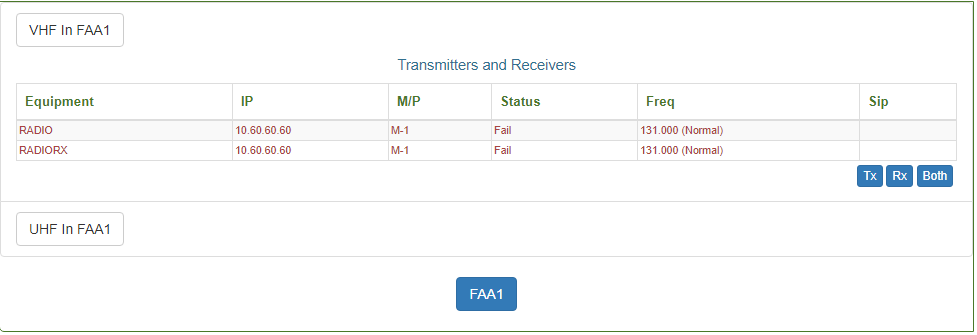 VHF In FAA1
Transmitters and Receivers
Equipment IP M/P Status Freq Sip
RADIO 10.60.60.60 M-1 Fail 131.000 (Normal)
RADIORX 10.60.60.60 M-1 Fail 131.000 (Normal)
Tx Rx Both
UHF In FAA1
FAA1